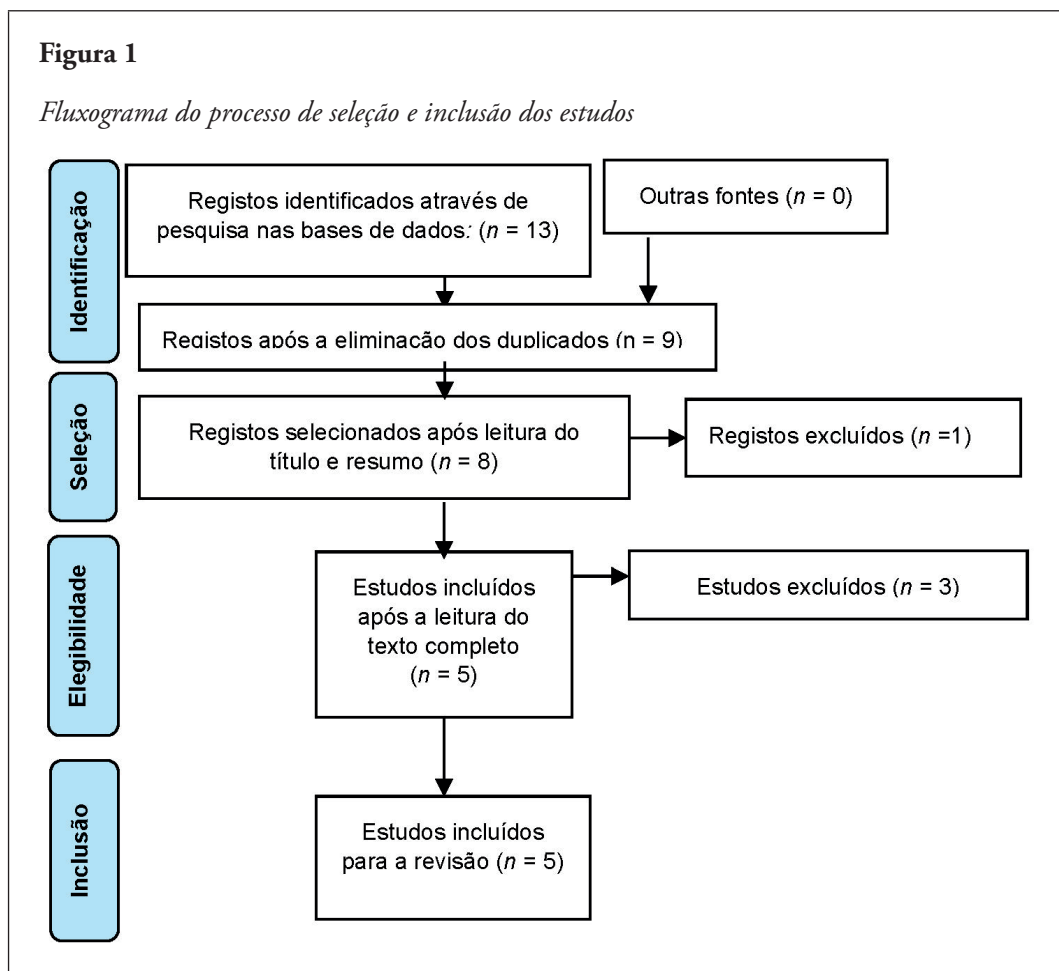 Figura 1
Fluxograma do processo de seleção e inclusão dos estudos
Identificação
Registos identificados através de
pesquisa nas bases de dados: (n = 13)
Outras fontes (n = 0)
Registos após a eliminação dos duplicados (n = 9)
Seleção
Registos selecionados após leitura do
título e resumo (n = 8)
Registos excluídos (n =1)
Elegibilidade
Estudos incluídos
após a leitura do
texto completo
(n = 5)
Estudos excluídos (n = 3)
Inclusão
Estudos incluídos
para a revisão (n = 5)